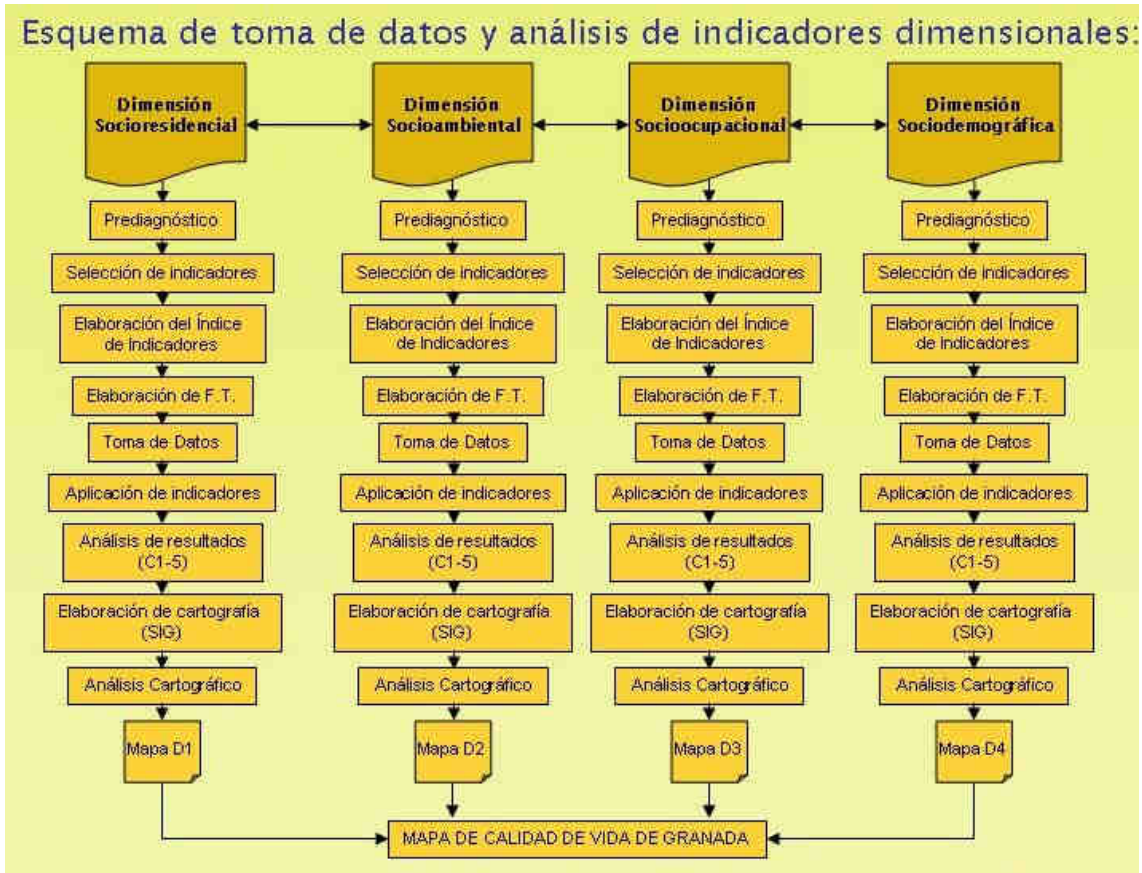 Esquema de toma de datos y análisis de indicadores dimensionales:
Dimensión
Socioresidencial
Dimensión
Socioambiental
Dimensión
Socioocupacional
Dimensión
Sociodemográfica
Prediagnóstico
Prediagnóstico
Prediagnóstico
Prediagnóstico
Selección de indicadores
Selección de indicadores
Selección de indicadores
Selección de indicadores
Elaboración del Índice
de Indicadores
Elaboración del Índice
de Indicadores
Elaboración del Índice
de Indicadores
Elaboración del Índice
de Indicadores
Elaboración de F.T.
Elaboración de F.T.
Elaboración de F.T.
Elaboración de F.T.
Toma de Datos
Toma de Datos
Toma de Datos
Toma de Datos
Aplicación de indicadores
Aplicación de indicadores
Aplicación de indicadores
Aplicación de indicadores
Análisis de resultados
(C1-5)
Análisis de resultados
(C1-5)
Análisis de resultados
(C1-5)
Análisis de resultados
(C1-5)
Elaboración de cartografía
(SIG)
Elaboración de cartografía
(SIG)
Elaboración de cartografía
(SIG)
Elaboración de cartografía
(SIG)
Análisis Cartográfico
Análisis Cartográfico
Análisis Cartográfico
Análisis Cartográfico
Mapa D1
Mapa D2
Mapa D3
Mapa D4
MAPA DE CALIDAD DE VIDA DE GRANADA